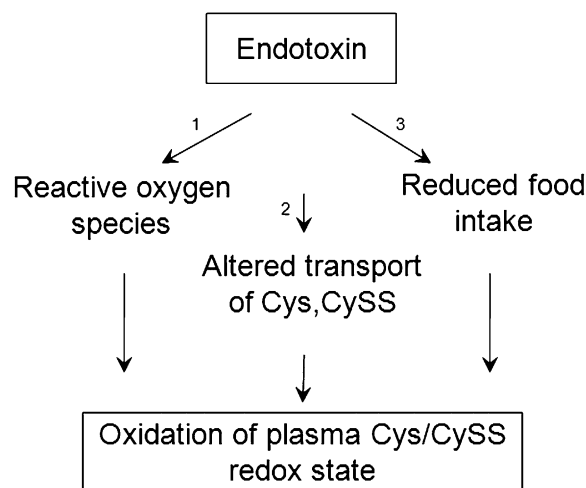 Endotoxin
1
3
Reactive oxygen
species
Reduced food
intake
2
Altered transport
of Cys,CySS
Oxidation of plasma Cys/CySS
redox state